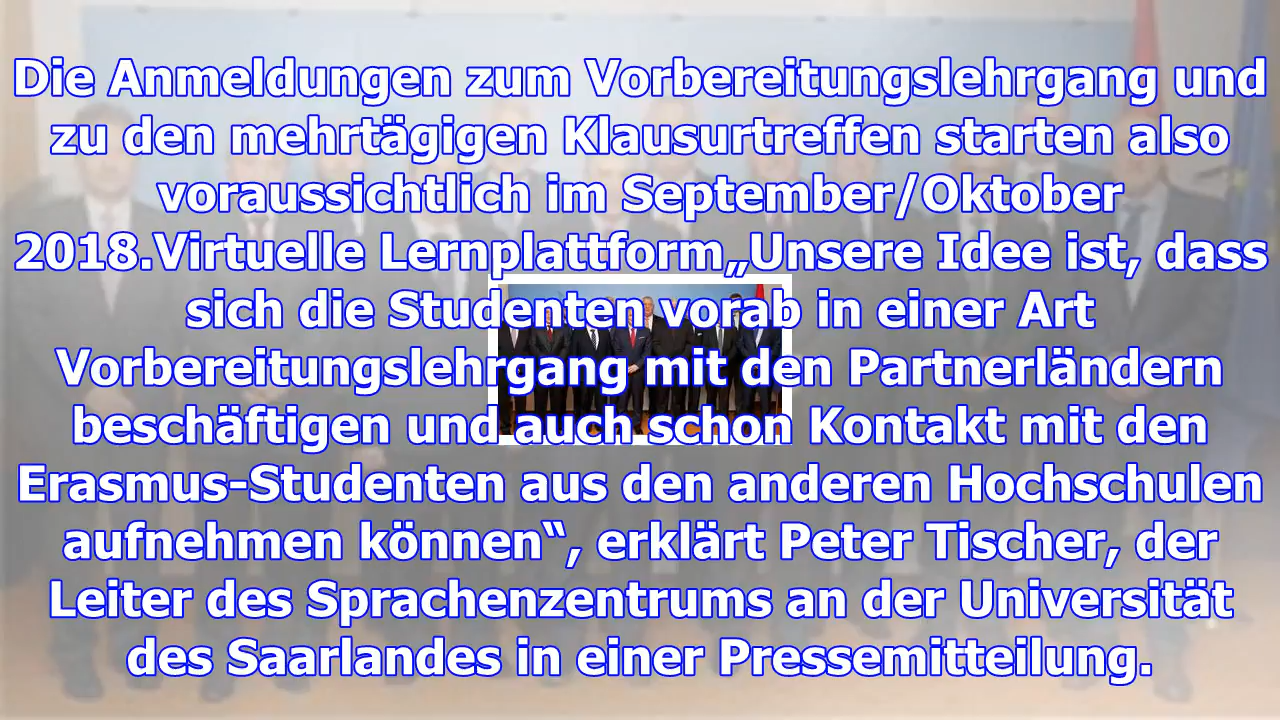 Die Anmeldungen zum Vorbereitungslehrgang und
zu den mehrtägigen Klausurtreffen starten also
voraussichtlich im September/Oktober
2018.Virtuelle Lernplattform„Unsere Idee ist, dass
sich die Studenten vorab in einer Art
Vorbereitungslehrgang mit den Partnerländern
beschäftigen und auch schon Kontakt mit den
Erasmus-Studenten aus den anderen Hochschulen
aufnehmen können“, erklärt Peter Tischer, der
Leiter des Sprachenzentrums an der Universität
des Saarlandes in einer Pressemitteilung.